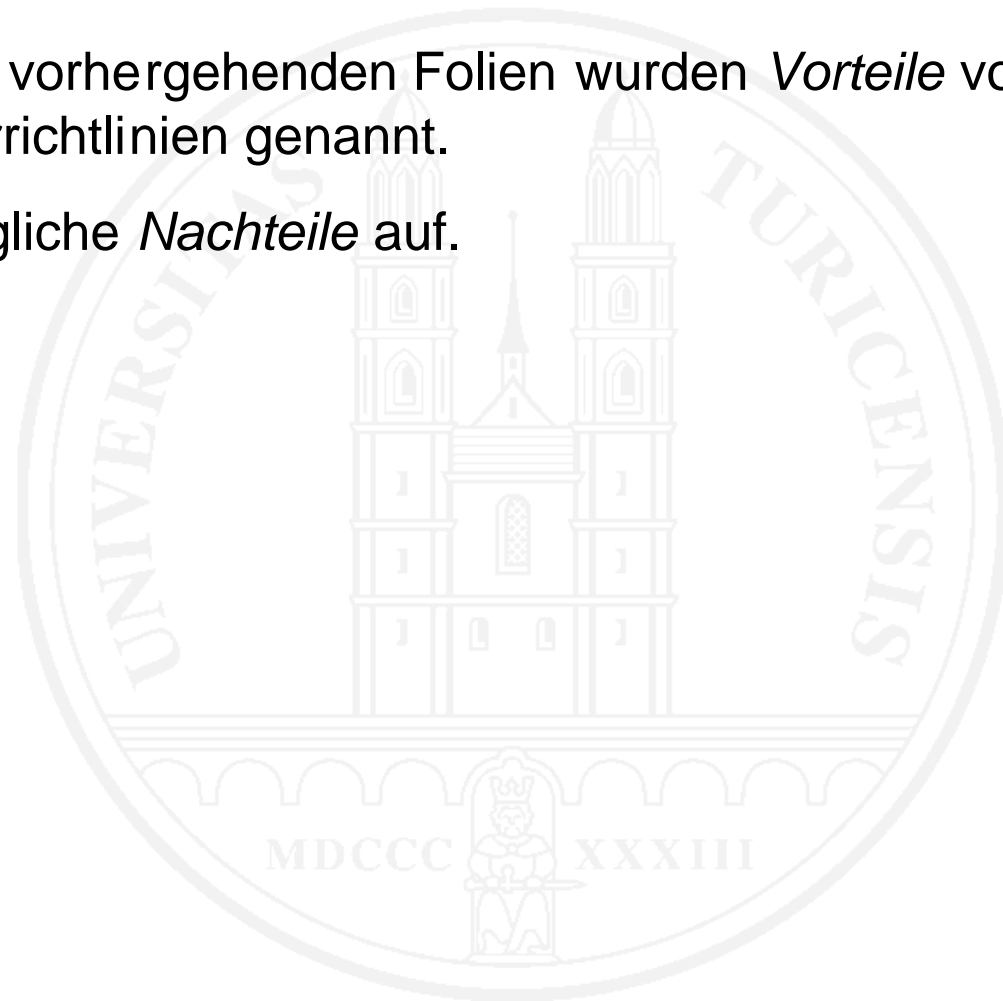 vorhergehenden Folien wurden Vorteile vo
richtlinien genannt.
gliche Nachteile auf.
UNIVERSITAS TURICENSIS
MDCCC XXXIII